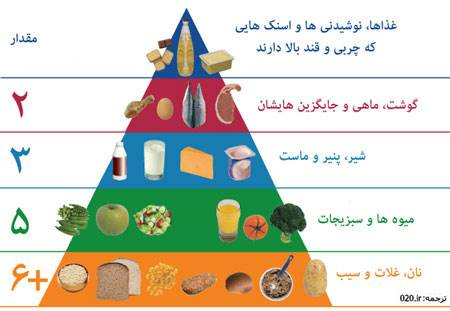 غذاها، نوشیدنی ها و اسنک هایی
که چربی و قند بالا دارند
مقدار
گوشت، ماهی و جایگزین هایشان
۲
شیر، پنیر و ماست
۳
میوه ها و سبزیجات
۵
نان، غلات و سیب
۶+
ترجمه: 020.ir